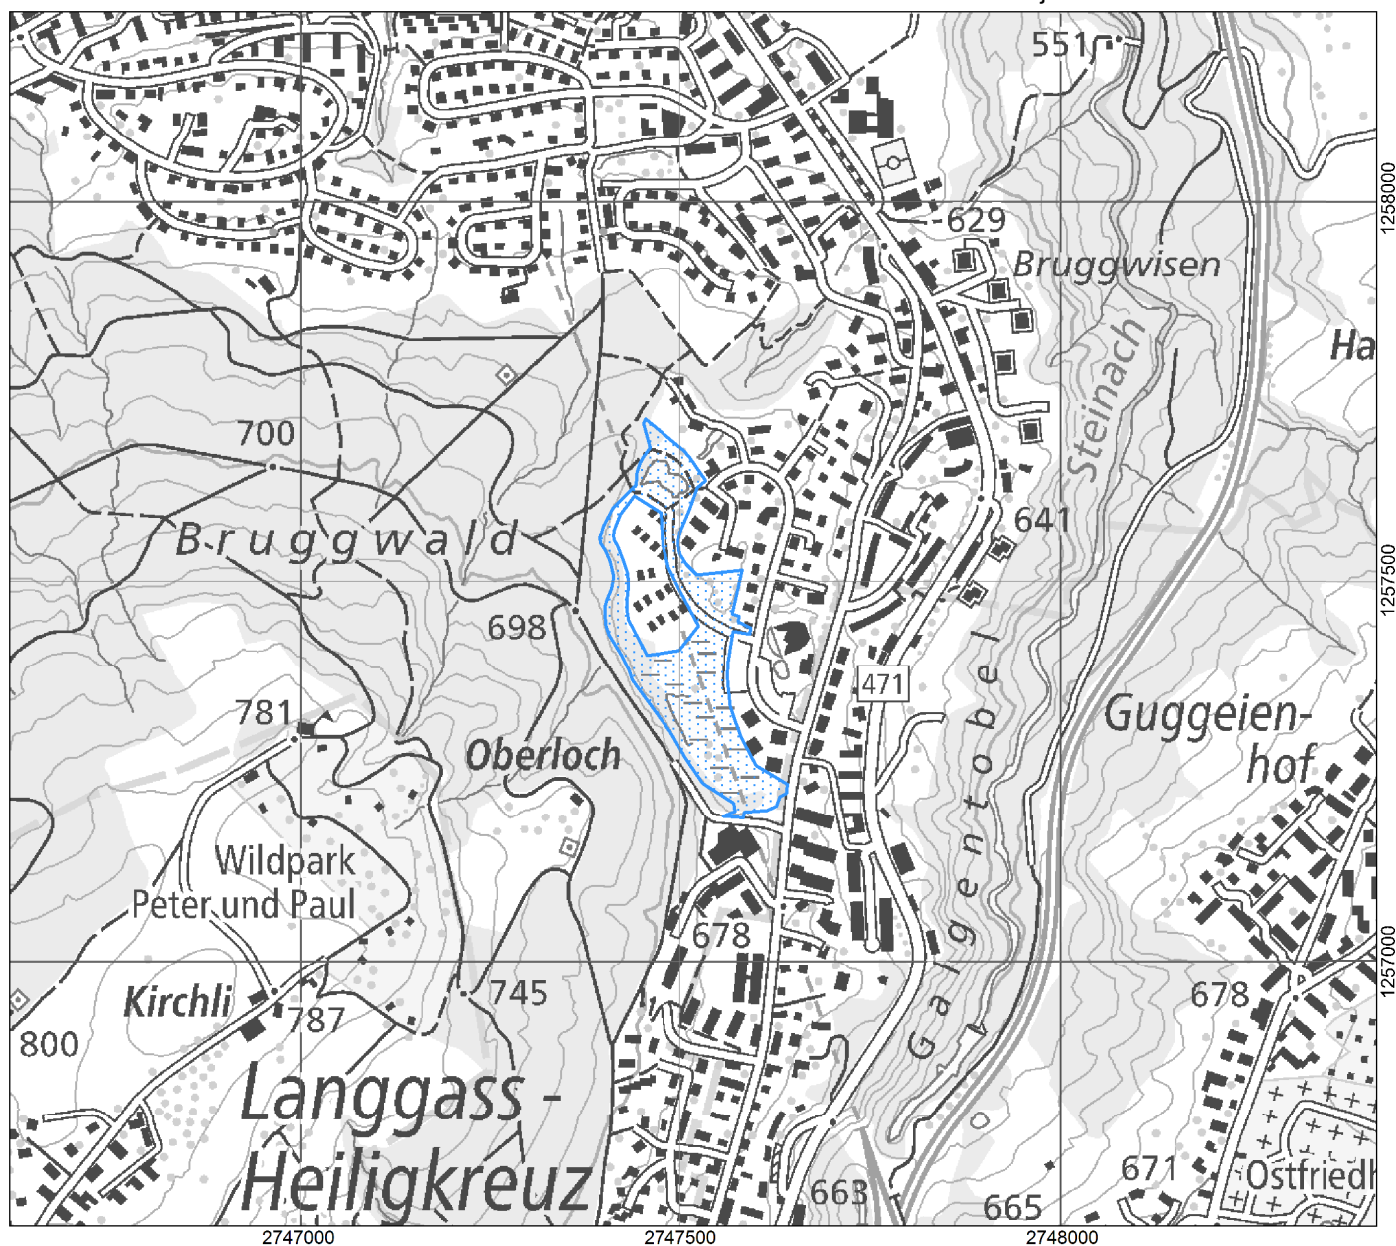 551
1258000
629
Bruggwisen
Steinach
Ha
700
Bruggwald
641
1257500
698
471
Galgentobel
781
Oberloch
Guggeien-
hof
Wildpark
Peter und Paul
678
Kirchli
787
745
678
1257000
800
Langgass -
Heiligkreuz
663
665
671
Ostfriedh
2747000
2747500
2748000